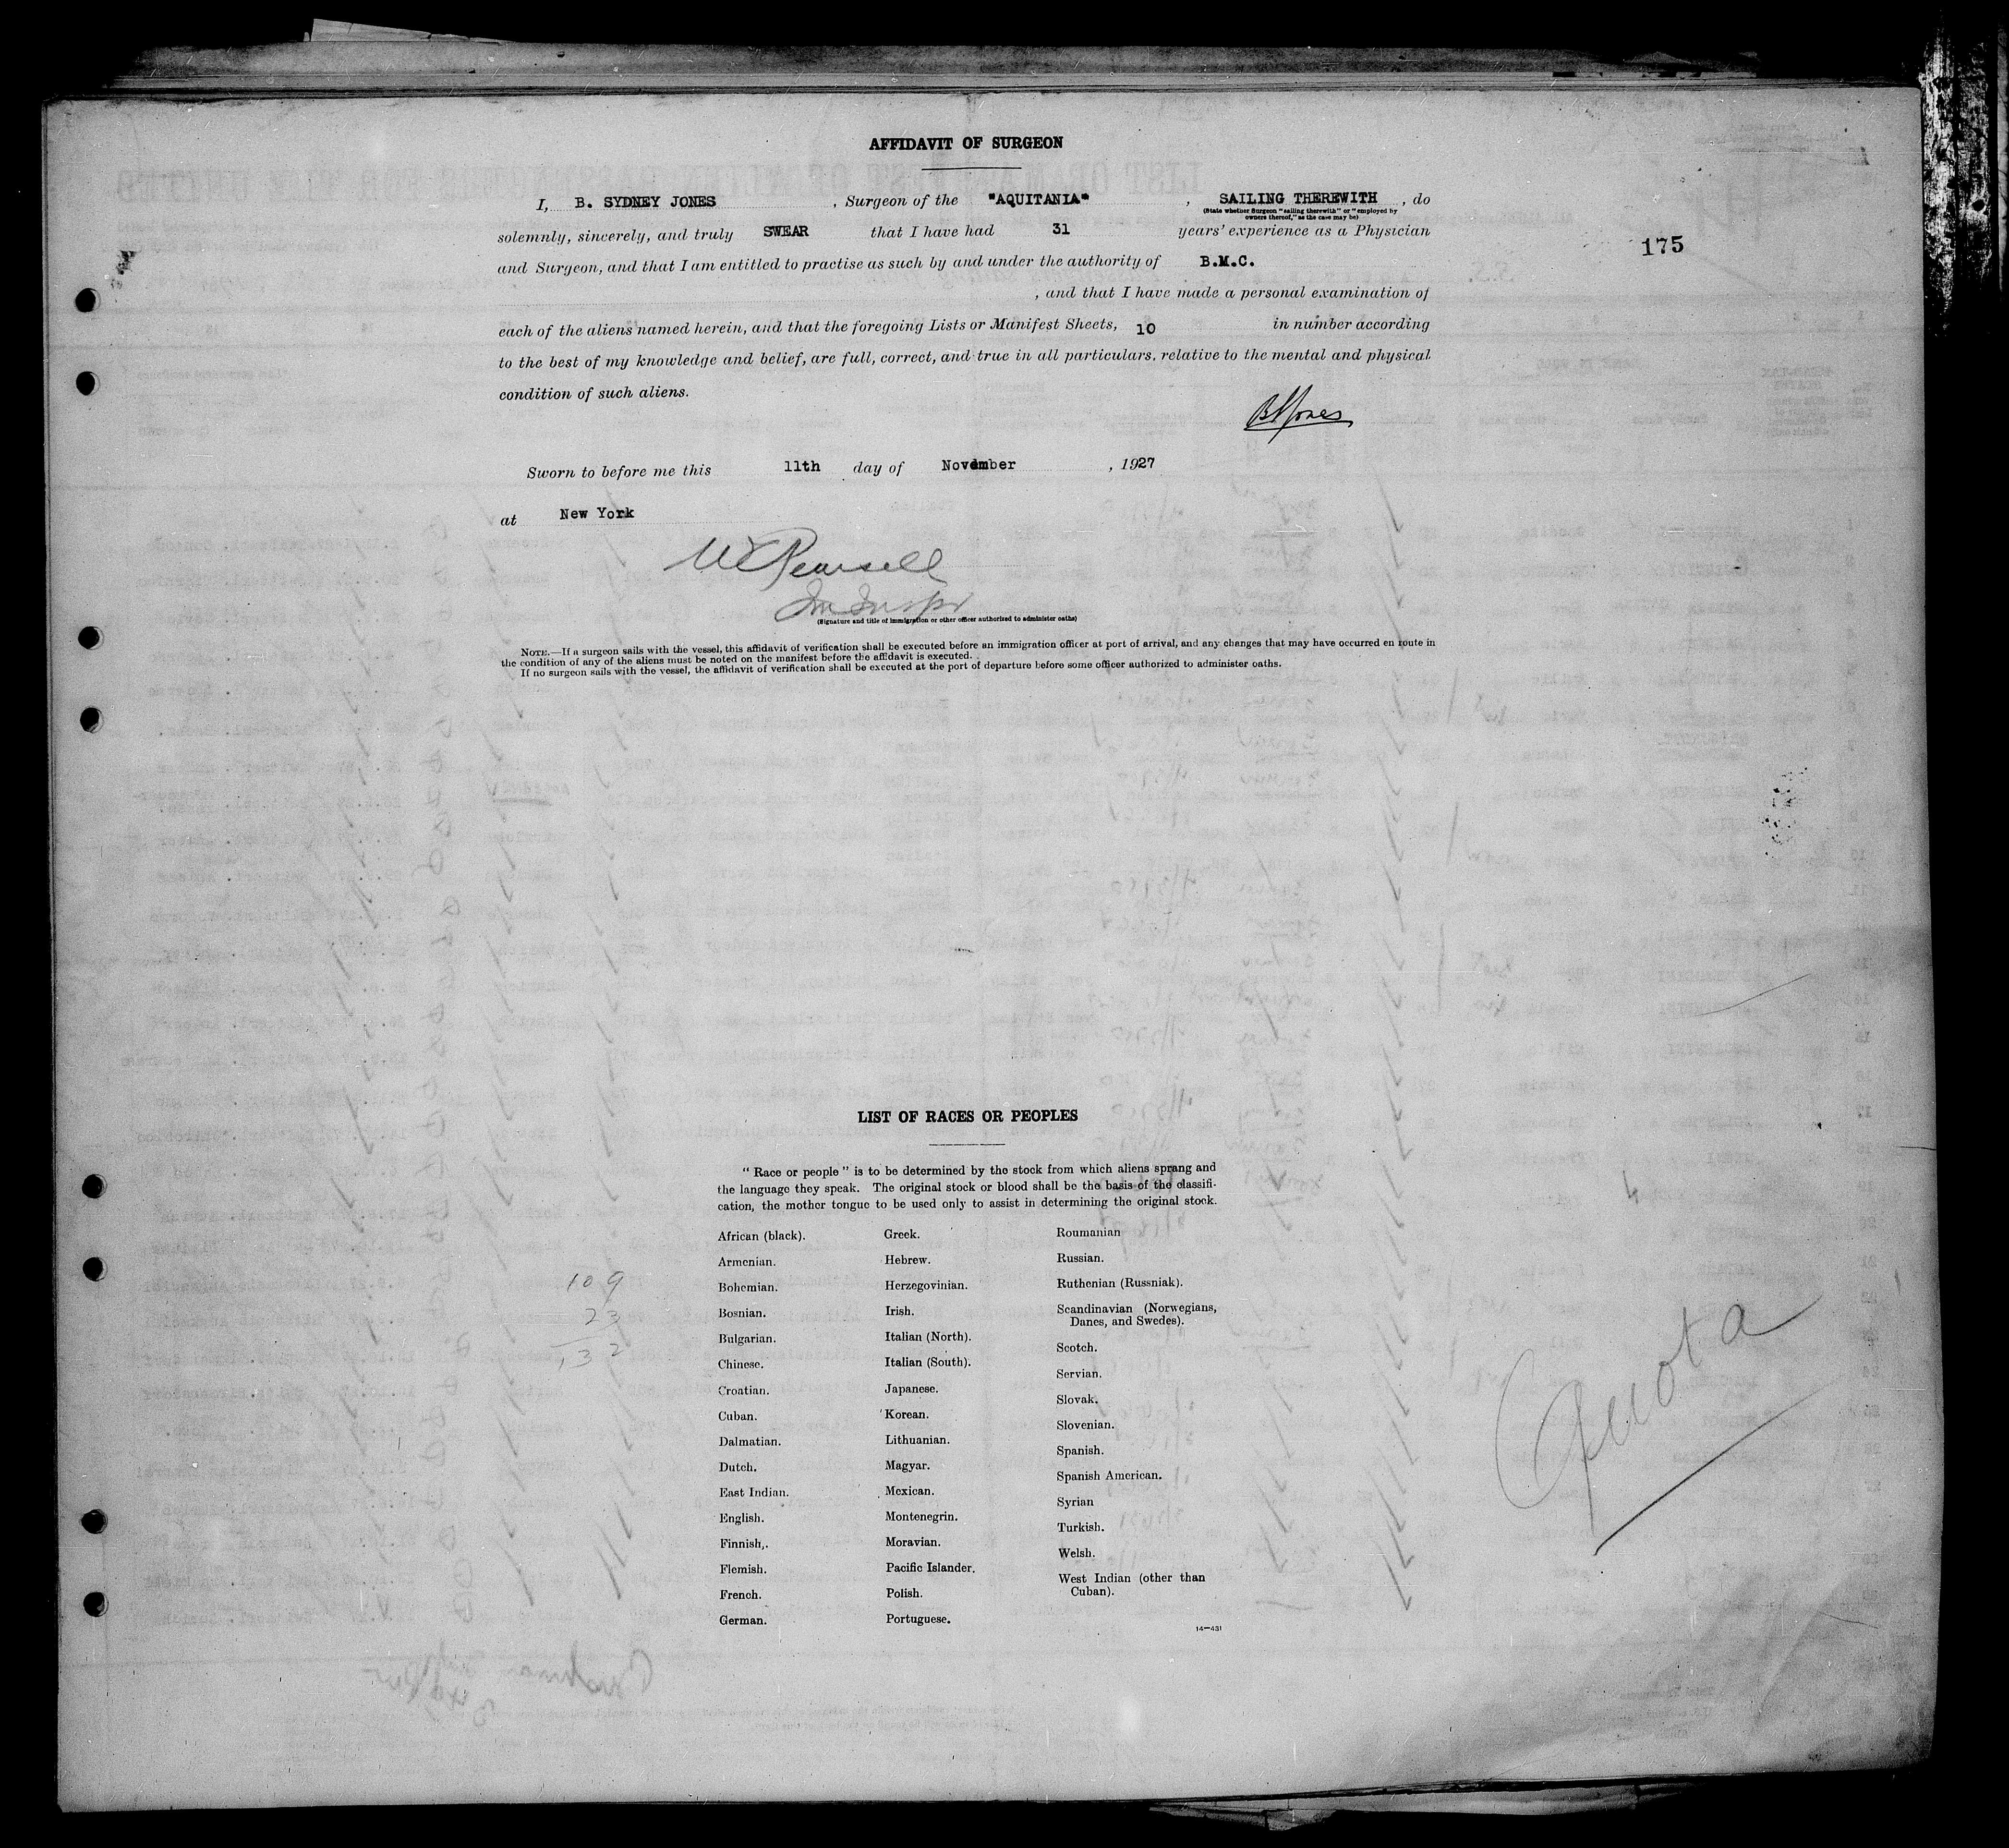 AFFIDAVIT OF SURGEON
175
I, B. SYDNEY JONES , Surgeon of the "AQUITANIA" , SAILING THEREWITH , do
(State whether Surgeon "sailing therewith" or "employed by
owners thereof," as the case may be)
solemnly, sincerely, and truly SWEAR that I have had 31 years' experience as a Physician
and Surgeon, and that I am entitled to practise as such by and under the authority of B.M.C.
, and that I have made a personal examination of
each of the aliens named herein, and that the foregoing Lists or Manifest Sheets, 10 in number according
to the best of my knowledge and belief, are full, correct, and true in all particulars, relative to the mental and physical
condition of such aliens.
BSJones
Sworn to before me this 11th day of November , 1927
at New York
Im Inspr
(Signature and title of immigration or other officer authorized to administer oaths)
NOTE.—If a surgeon sails with the vessel, this affidavit of verification shall be executed before an immigration officer at port of arrival, and any changes that may have occurred en route in
the condition of any of the aliens must be noted on the manifest before the affidavit is executed.
If no surgeon sails with the vessel, the affidavit of verification shall be executed at the port of departure before some officer authorized to administer oaths.
LIST OF RACES OR PEOPLES
"Race or people" is to be determined by the stock from which aliens sprang and
the language they speak. The original stock or blood shall be the basis of the classifi-
cation, the mother tongue to be used only to assist in determining the original stock.
African (black).
Armenian.
Bohemian.
Bosnian.
Bulgarian.
Chinese.
Croatian.
Cuban.
Dalmatian.
Dutch.
East Indian.
English.
Finnish.
Flemish.
French.
German.
Greek.
Hebrew.
Herzegovinian.
Irish.
Italian (North).
Italian (South).
Japanese.
Korean.
Lithuanian.
Magyar.
Mexican.
Montenegrin.
Moravian.
Pacific Islander.
Polish.
Portuguese.
Roumanian
Russian.
Ruthenian (Russniak).
Scandinavian (Norwegians,
Danes, and Swedes).
Scotch.
Servian.
Slovak.
Slovenian.
Spanish.
Spanish American.
Syrian
Turkish.
Welsh.
West Indian (other than
Cuban).
14—431
109
23
132
4
Quota